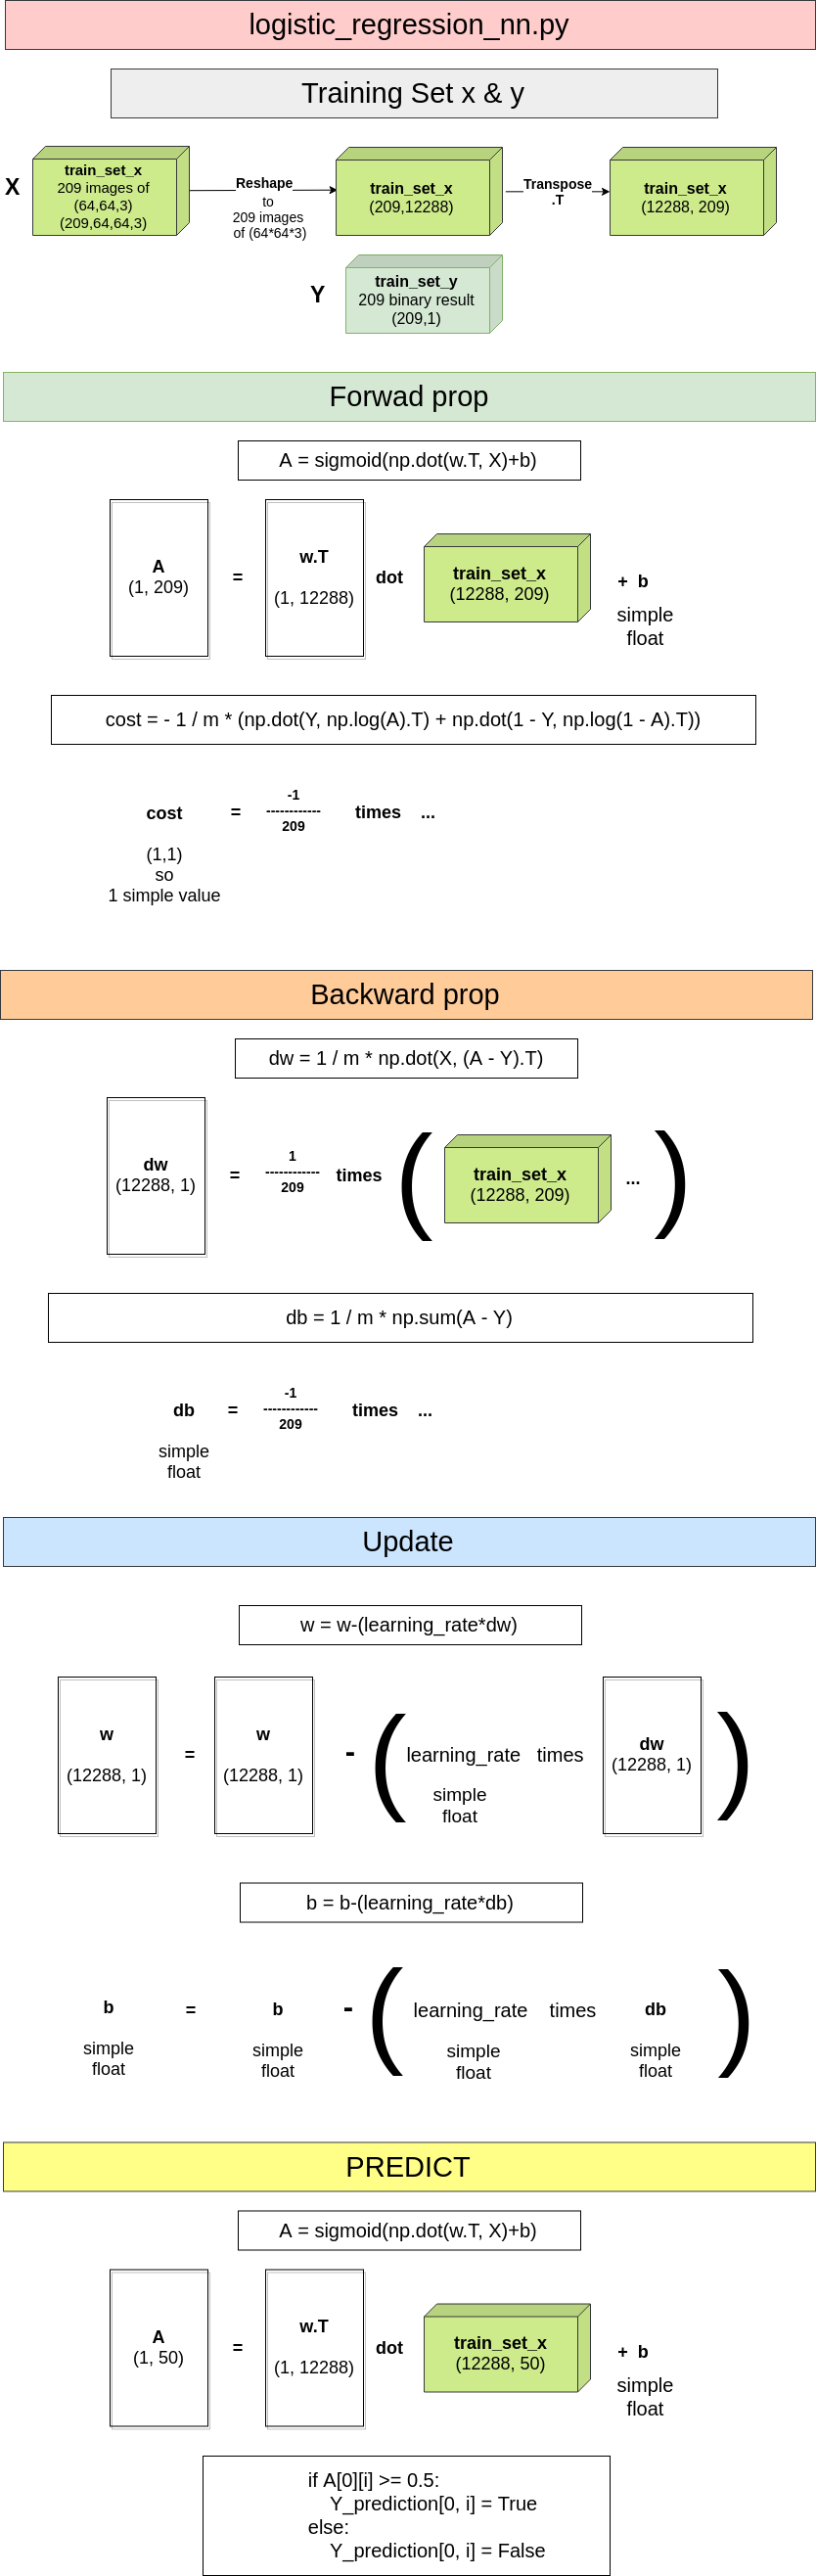 logistic_regression_nn.py
Training Set x & y
X
train_set_x
209 images of
(64,64,3)
(209,64,64,3)
Reshape
to
209 images
of (64*64*3)
train_set_x
(209,12288)
Transpose
.T
train_set_x
(12288, 209)
Y
train_set_y
209 binary result
(209,1)
Forwad prop
A = sigmoid(np.dot(w.T, X)+b)
A
(1, 209)
=
w.T
(1, 12288)
dot
train_set_x
(12288, 209)
+ b
simple
float
cost = - 1 / m * (np.dot(Y, np.log(A).T) + np.dot(1 - Y, np.log(1 - A).T))
cost
(1,1)
so
1 simple value
=
-1
------------
209
times ...
Backward prop
dw = 1 / m * np.dot(X, (A - Y).T)
dw
(12288, 1)
=
1
------------
209
times
(
train_set_x
(12288, 209)
...
)
db = 1 / m * np.sum(A - Y)
db
simple
float
=
-1
------------
209
times ...
Update
w = w-(learning_rate*dw)
w
(12288, 1)
=
w
(12288, 1)
-
(
learning_rate times
simple
float
dw
(12288, 1)
)
b = b-(learning_rate*db)
b
simple
float
=
b
simple
float
-
(
learning_rate times
simple
float
db
simple
float
)
PREDICT
A = sigmoid(np.dot(w.T, X)+b)
A
(1, 50)
=
w.T
(1, 12288)
dot
train_set_x
(12288, 50)
+ b
simple
float
if A[0][i] >= 0.5:
    Y_prediction[0, i] = True
else:
    Y_prediction[0, i] = False